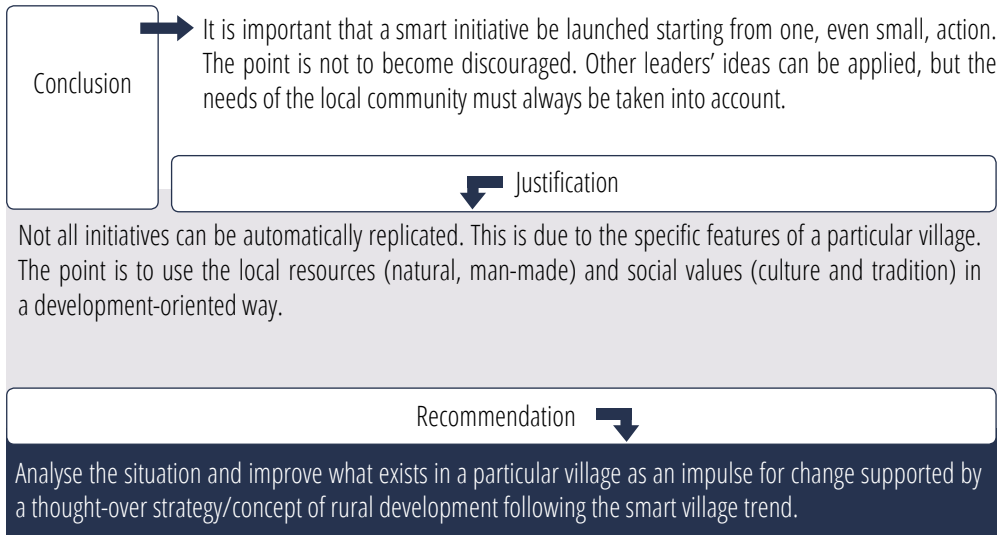 Conclusion
It is important that a smart initiative be launched starting from one, even small, action.
The point is not to become discouraged. Other leaders’ ideas can be applied, but the
needs of the local community must always be taken into account.
Justification
Not all initiatives can be automatically replicated. This is due to the specific features of a particular village.
The point is to use the local resources (natural, man-made) and social values (culture and tradition) in
a development-oriented way.
Recommendation
Analyse the situation and improve what exists in a particular village as an impulse for change supported by
a thought-over strategy/concept of rural development following the smart village trend.